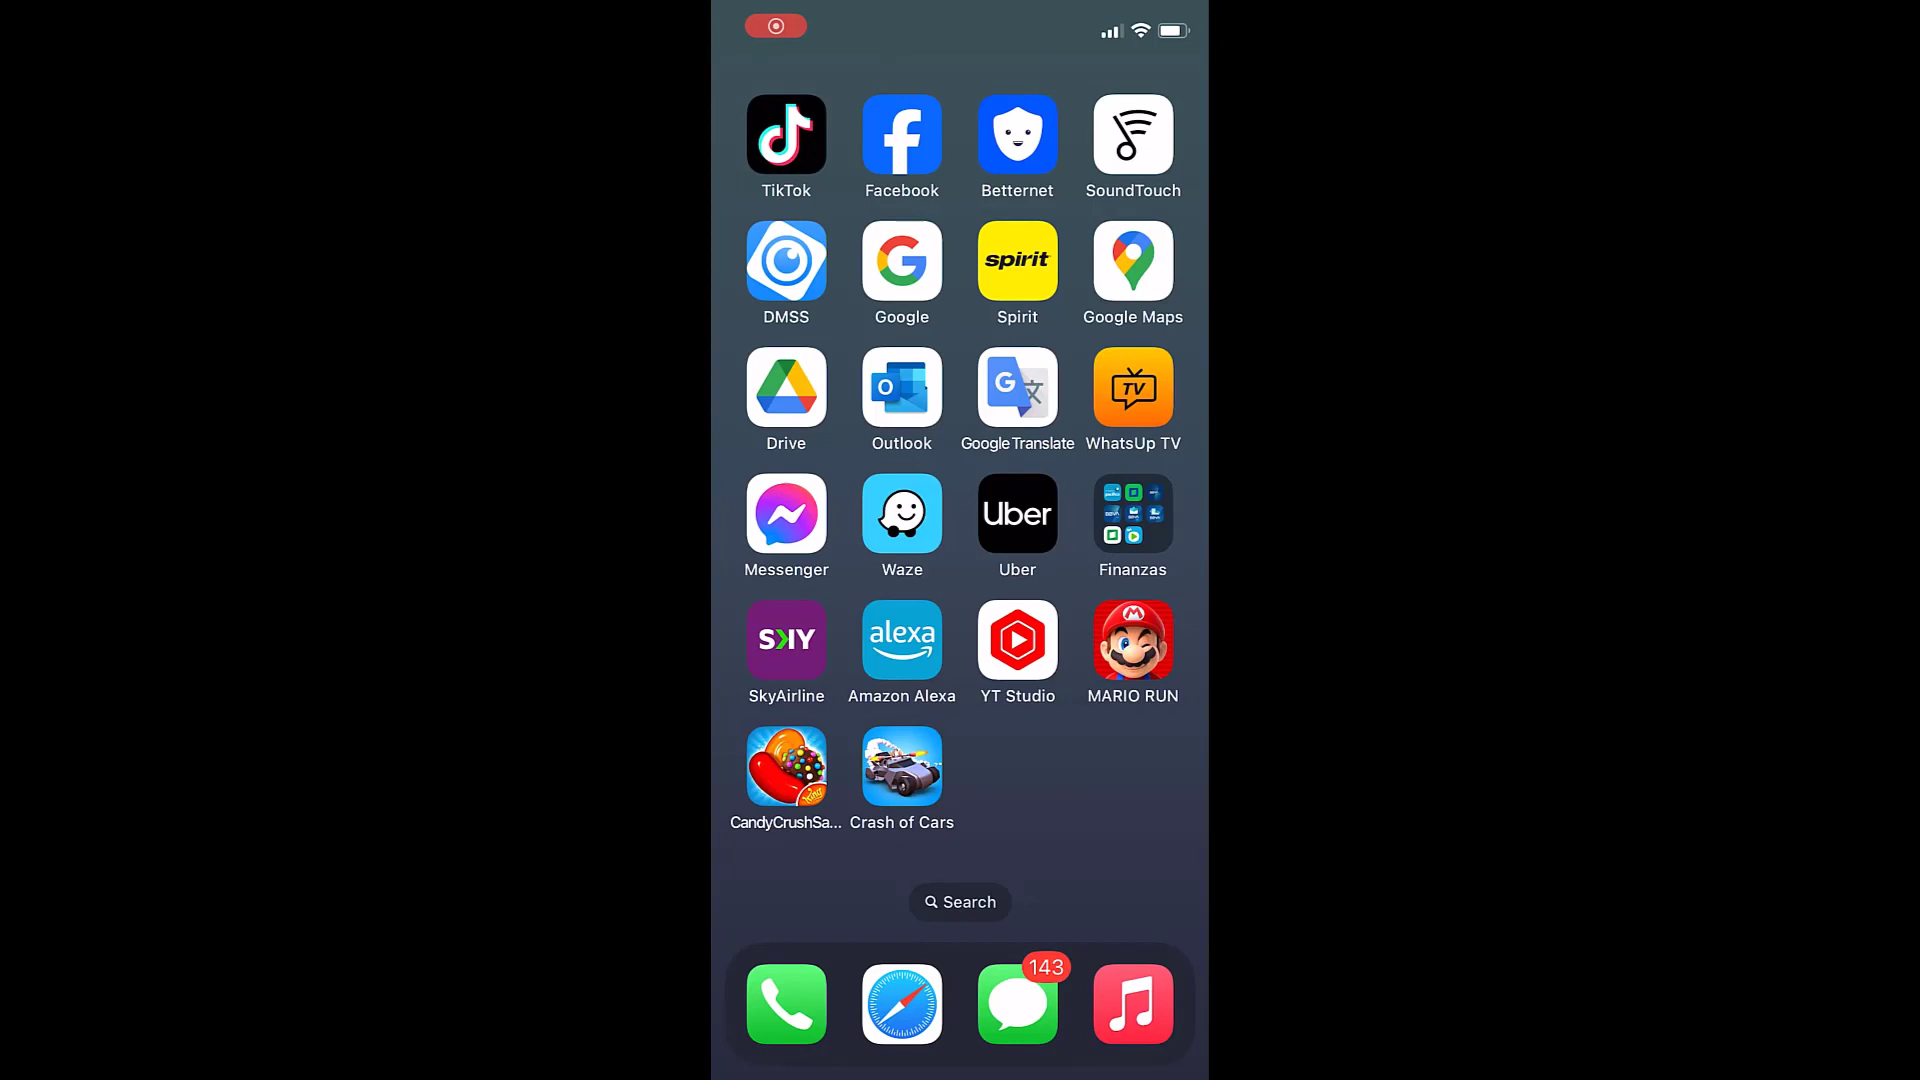 TikTok
Facebook
Betternet
SoundTouch
spirit
DMSS
Google
Spirit
Google Maps
TV
Drive
Outlook
Google Translate
WhatsUp TV
Uber
Messenger
Waze
Uber
Finanzas
SKY
alexa
M
SkyAirline
Amazon Alexa
YT Studio
MARIO RUN
King
CandyCrushSa...
Crash of Cars
Search
143